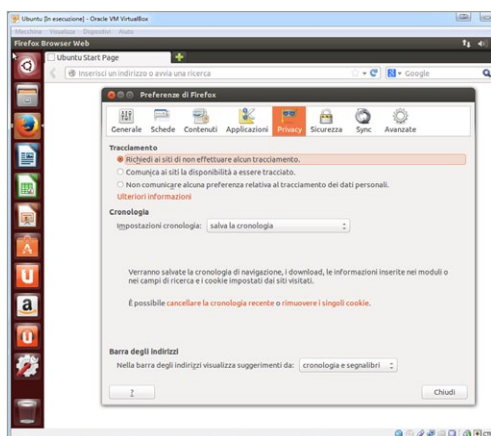 Ubuntu [In esecuzione] - Oracle VM VirtualBox
Macchina Visualizza Dispositivi Aiuto
Firefox Browser Web
Ubuntu Start Page
Inserisci un indirizzo o avvia una ricerca
Google
Preferenze di Firefox
Generale Schede Contenuti Applicazioni Privacy Sicurezza Sync Avanzate
Tracciamento
Richiedi ai siti di non effettuare alcun tracciamento.
Comunica ai siti la disponibilità a essere tracciato.
Non comunicare alcuna preferenza relativa al tracciamento dei dati personali.
Ulteriori informazioni
Cronologia
Impostazioni cronologia: salva la cronologia
Verranno salvate la cronologia di navigazione, i download, le informazioni inserite nei moduli o
nei campi di ricerca e i cookie impostati dai siti visitati.
È possibile cancellare la cronologia recente o rimuovere i singoli cookie.
Barra degli indirizzi
Nella barra degli indirizzi visualizza suggerimenti da: cronologia e segnalibri
? Chiudi